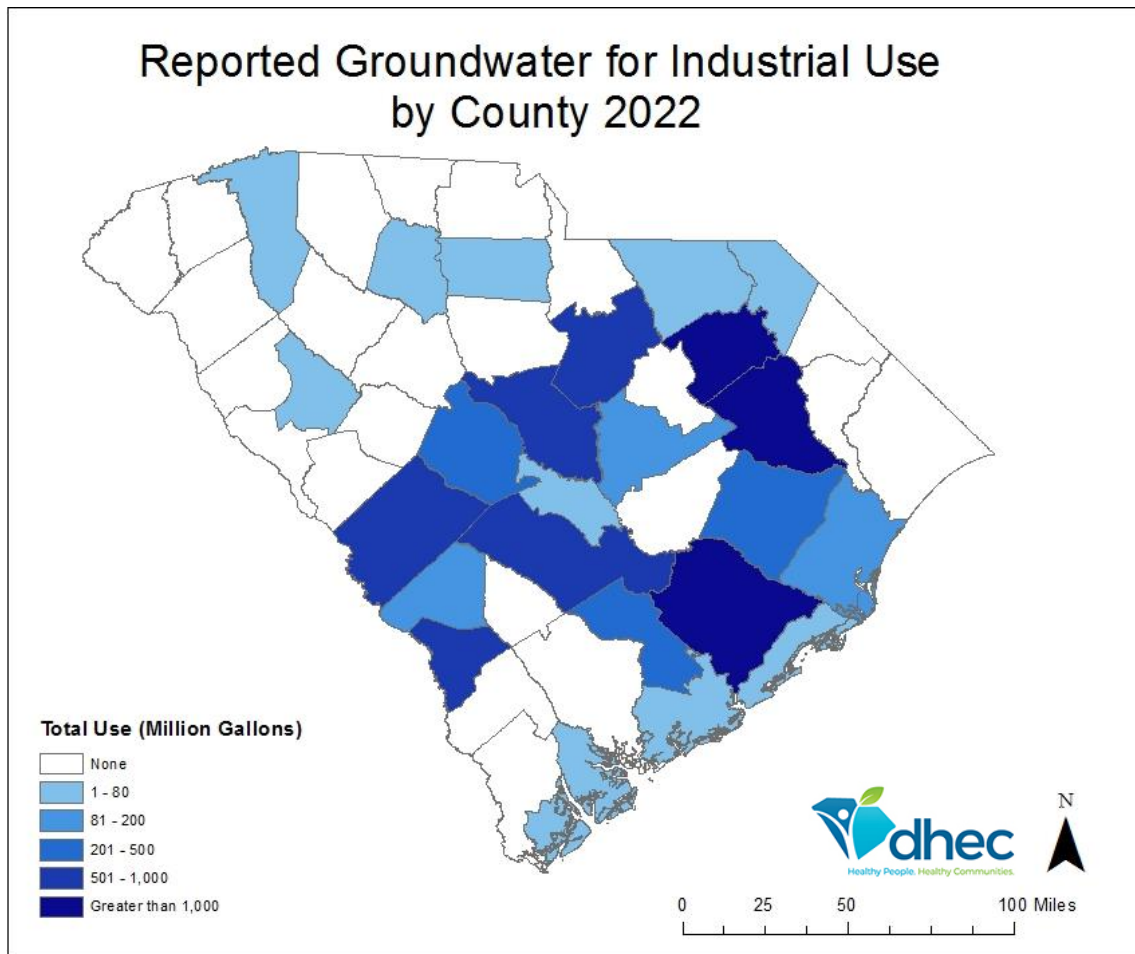 Reported Groundwater for Industrial Use
by County 2022
Total Use (Million Gallons)
None
1 - 80
81 - 200
201 - 500
501 - 1,000
Greater than 1,000
dhec
Healthy People. Healthy Communities.
N
0 25 50 100 Miles